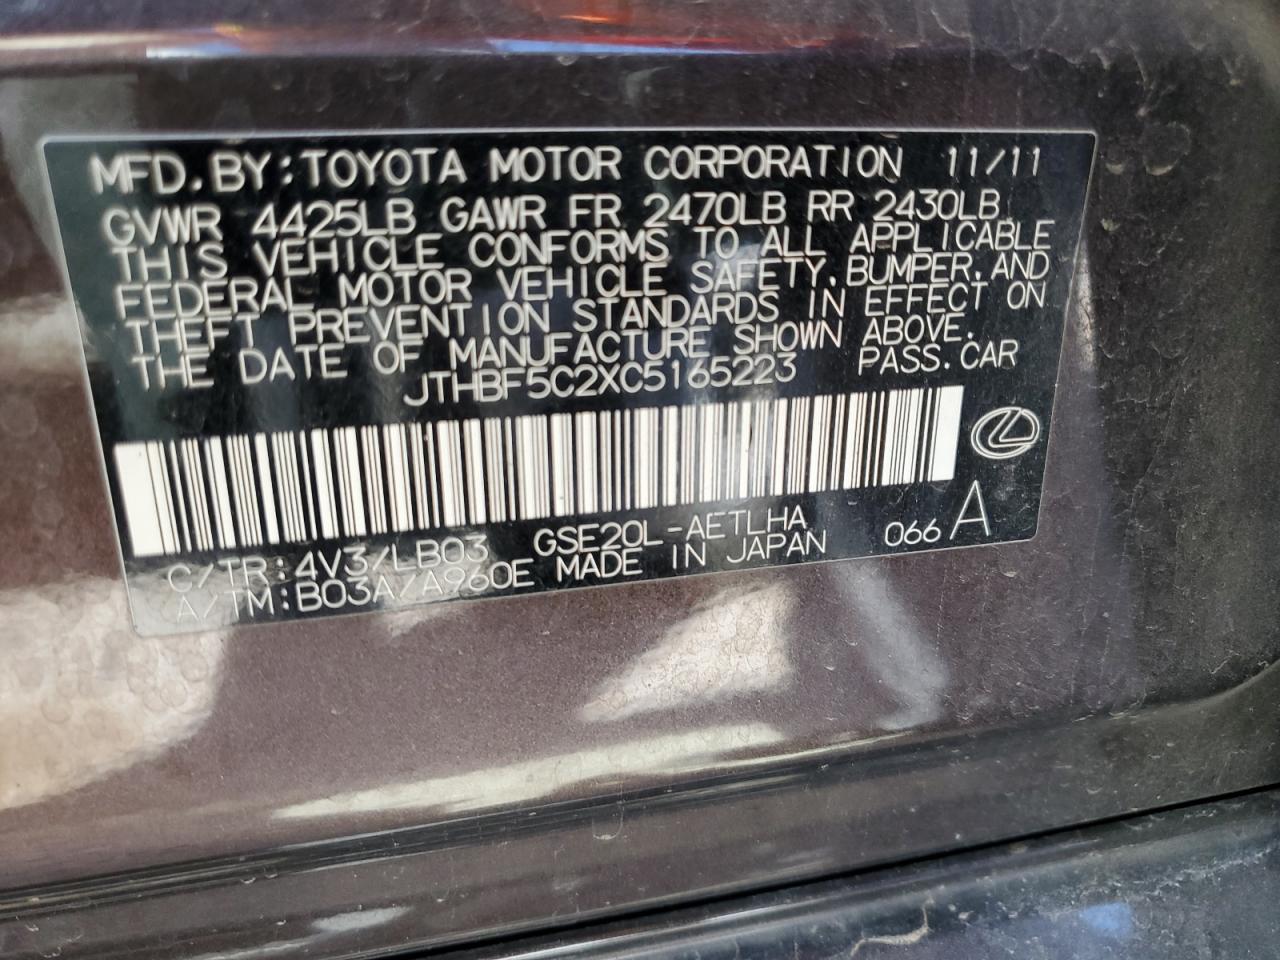 MFD.BY:TOYOTA MOTOR CORPORATION 11/11
GVWR 4425LB GAWR FR 2470LB RR 2430LB
THIS VEHICLE CONFORMS TO ALL APPLICABLE
FEDERAL MOTOR VEHICLE SAFETY,BUMPER,AND
THEFT PREVENTION STANDARDS IN EFFECT ON
THE DATE OF MANUFACTURE SHOWN ABOVE.
JTHBF5C2XC5165223 PASS.CAR
C/TR:4V3/LB03 GSE20L-AETLHA 066 A
A/TM:B03A/A960E MADE IN JAPAN